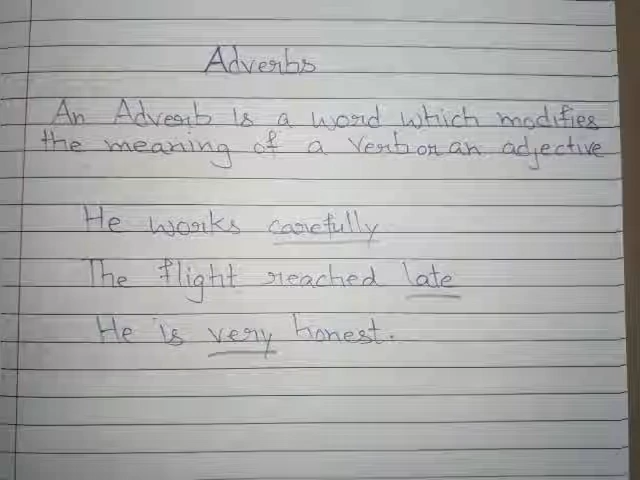 Adverbs
An Adverb is a word which modifies
the meaning of a verb or an adjective
He works carefully
The flight reached late
He is very honest.